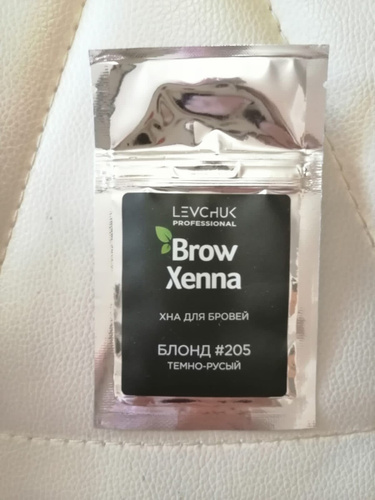 LEVCHUK
PROFESSIONAL
Brow
Xenna
ХНА ДЛЯ БРОВЕЙ
БЛОНД #205
ТЕМНО-РУСЫЙ